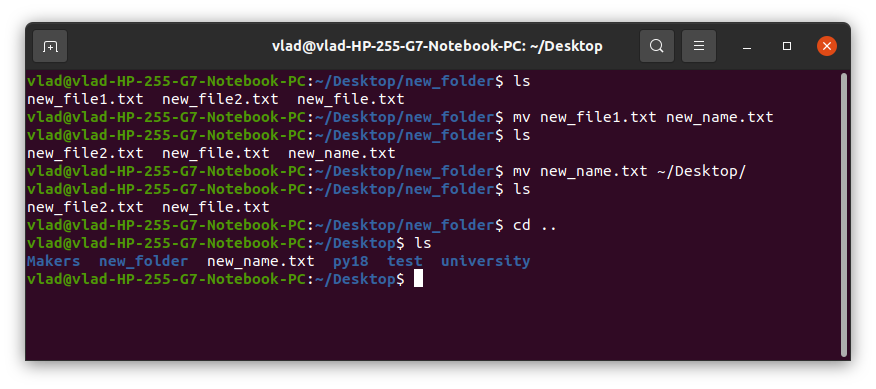 vlad@vlad-HP-255-G7-Notebook-PC: ~/Desktop
vlad@vlad-HP-255-G7-Notebook-PC:~/Desktop/new_folder$ ls
new_file1.txt  new_file2.txt  new_file.txt
vlad@vlad-HP-255-G7-Notebook-PC:~/Desktop/new_folder$ mv new_file1.txt new_name.txt
vlad@vlad-HP-255-G7-Notebook-PC:~/Desktop/new_folder$ ls
new_file2.txt  new_file.txt  new_name.txt
vlad@vlad-HP-255-G7-Notebook-PC:~/Desktop/new_folder$ mv new_name.txt ~/Desktop/
vlad@vlad-HP-255-G7-Notebook-PC:~/Desktop/new_folder$ ls
new_file2.txt  new_file.txt
vlad@vlad-HP-255-G7-Notebook-PC:~/Desktop/new_folder$ cd ..
vlad@vlad-HP-255-G7-Notebook-PC:~/Desktop$ ls
Makers  new_folder  new_name.txt  py18  test  university
vlad@vlad-HP-255-G7-Notebook-PC:~/Desktop$